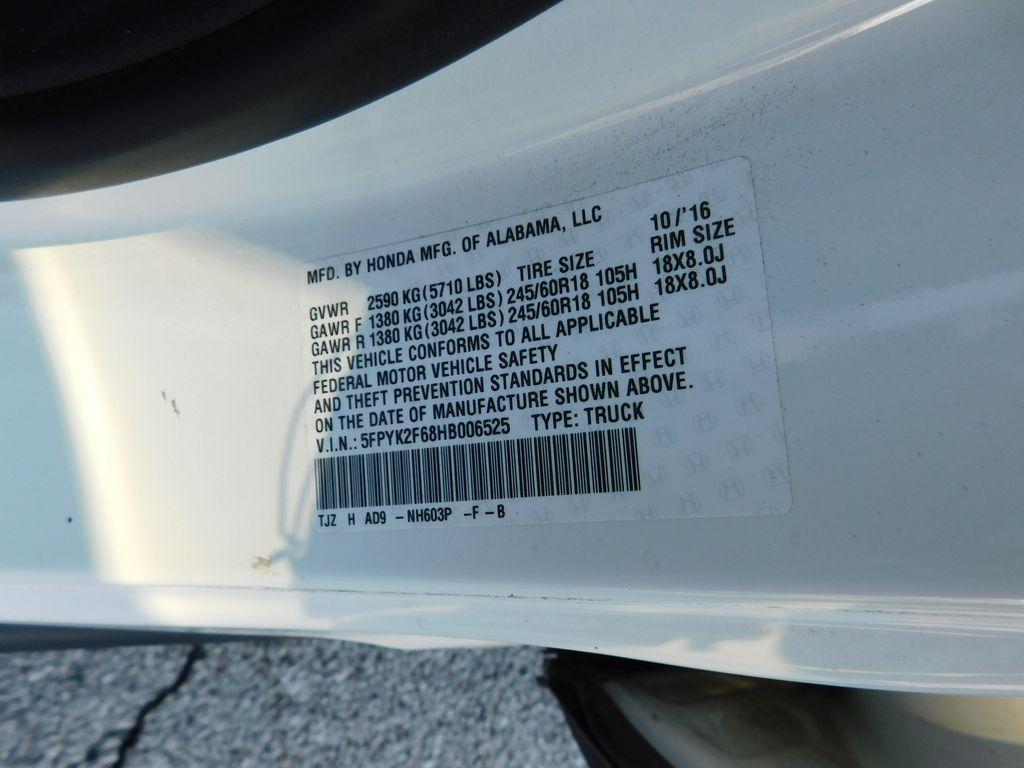 MFD. BY HONDA MFG. OF ALABAMA, LLC 10/'16
GVWR 2590 KG(5710 LBS) TIRE SIZE RIM SIZE
GAWR F 1380 KG(3042 LBS) 245/60R18 105H 18X8.0J
GAWR R 1380 KG(3042 LBS) 245/60R18 105H 18X8.0J
THIS VEHICLE CONFORMS TO ALL APPLICABLE
FEDERAL MOTOR VEHICLE SAFETY
AND THEFT PREVENTION STANDARDS IN EFFECT
ON THE DATE OF MANUFACTURE SHOWN ABOVE.
V.I.N.: 5FPYK2F68HB006525 TYPE: TRUCK
TJZ H AD9 -NH603P -F -B